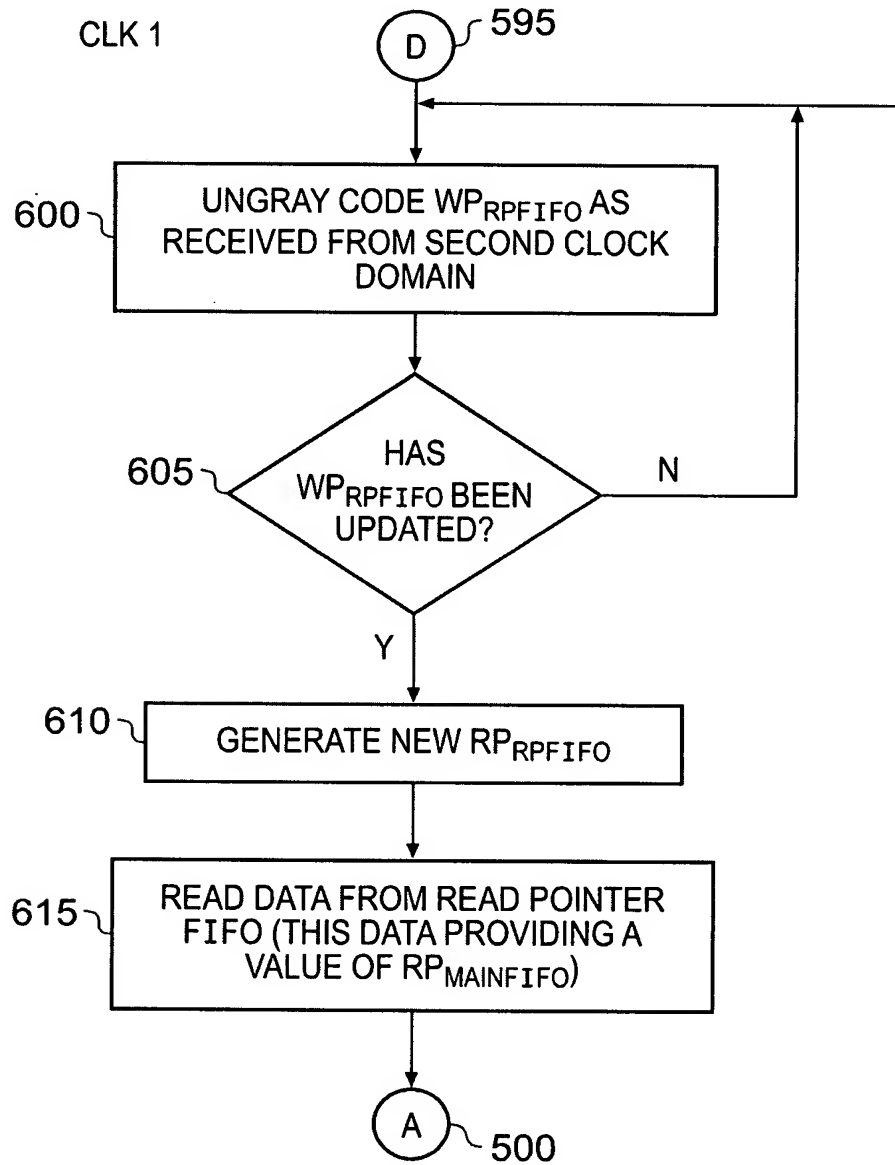 CLK 1
D
595
600
UNGRAY CODE WPRPFIFO AS
RECEIVED FROM SECOND CLOCK
DOMAIN
605
HAS
WPRPFIFO BEEN
UPDATED?
N
Y
610
GENERATE NEW RPRPFIFO
615
READ DATA FROM READ POINTER
FIFO (THIS DATA PROVIDING A
VALUE OF RPMAINFIFO)
A
500